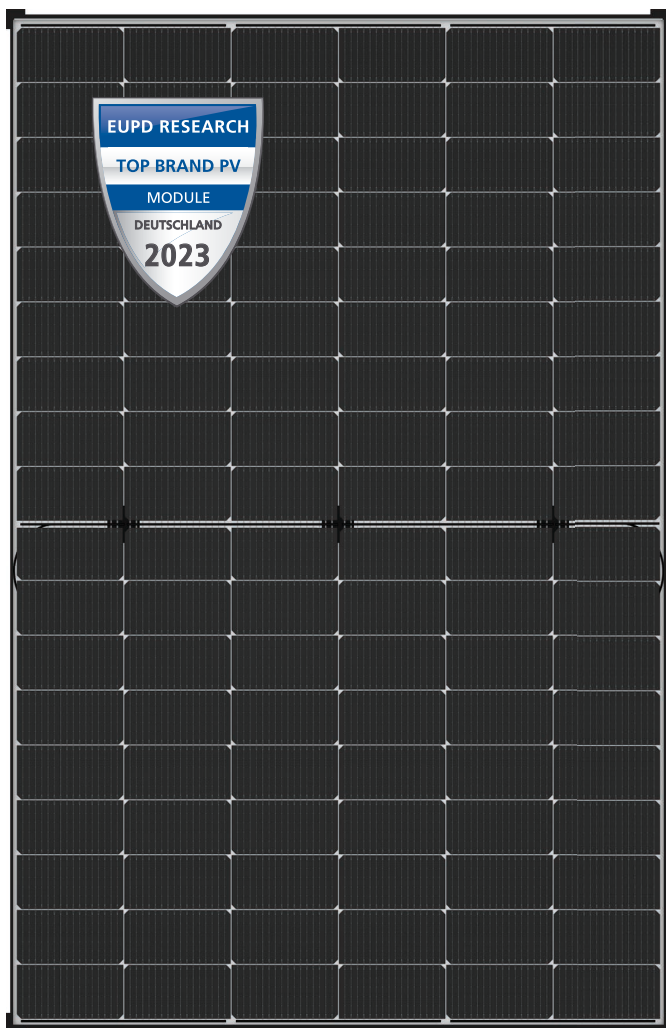 EUPD RESEARCH
TOP BRAND PV
MODULE
DEUTSCHLAND
2023